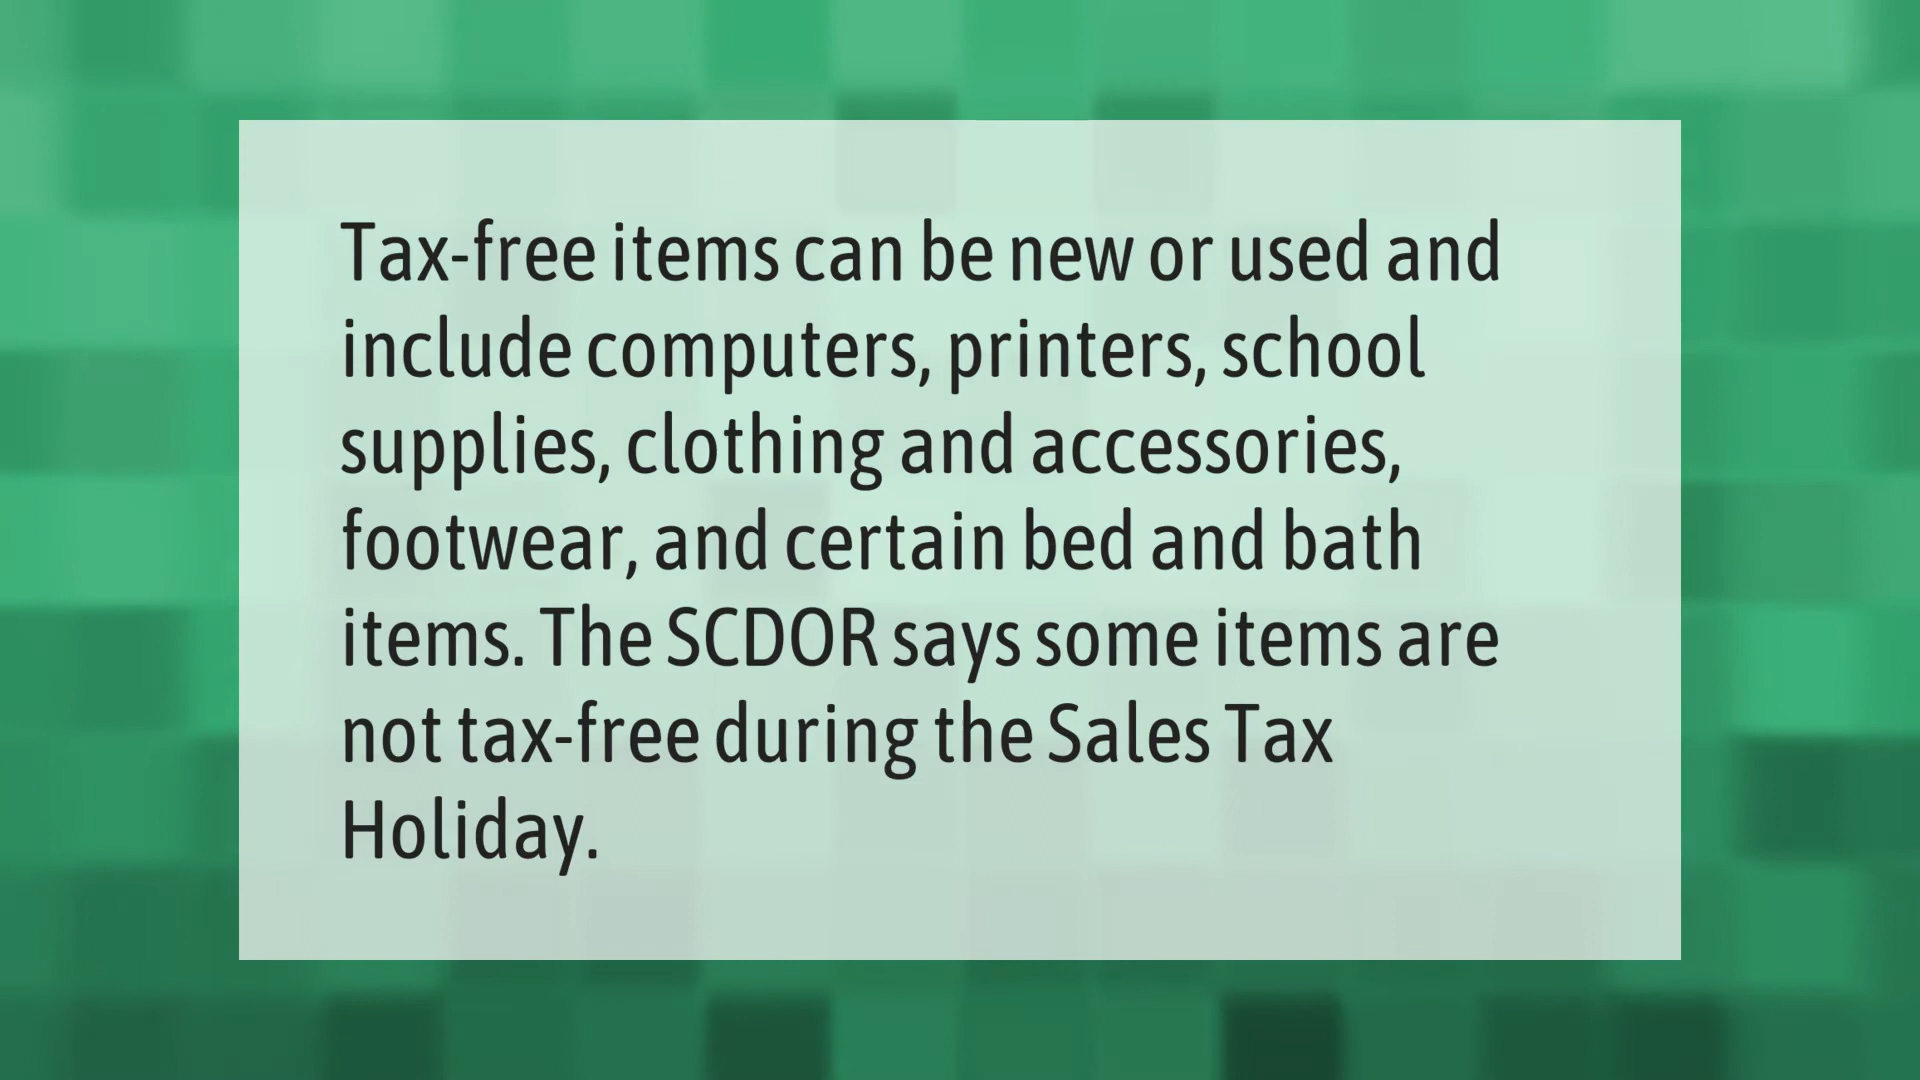 Tax-free items can be new or used and
include computers, printers, school
supplies, clothing and accessories,
footwear, and certain bed and bath
items. The SCDOR says some items are
not tax-free during the Sales Tax
Holiday.